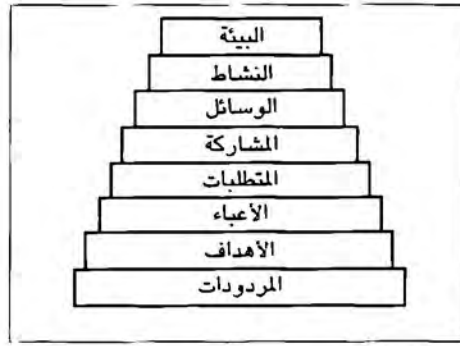 البيئة
النشاط
الوسائل
المشاركة
المتطلبات
الأعباء
الأهداف
المردودات